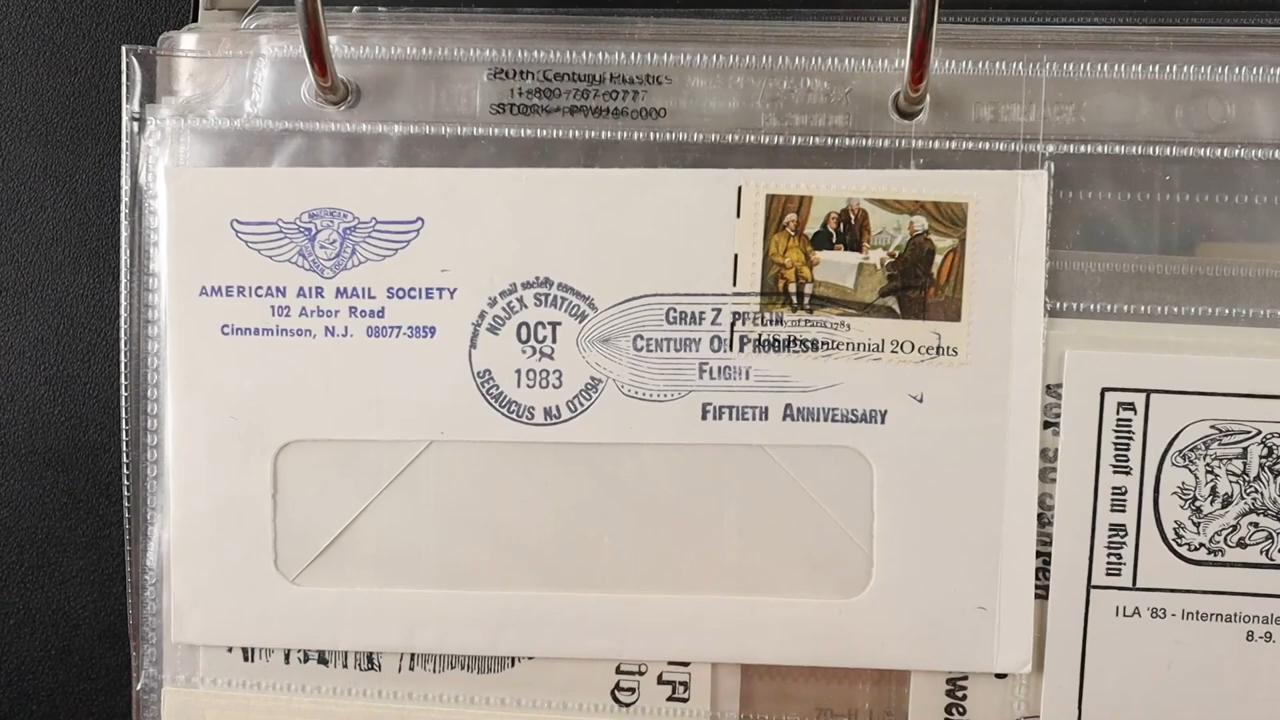 20th Century Plastics
1-800-767-0777
AMERICAN
AIR MAIL SOCIETY
AMERICAN AIR MAIL SOCIETY
102 Arbor Road
Cinnaminson, N.J. 08077-3859
american air mail society convention
NOJEX STATION
OCT
28
1983
SECAUCUS NJ 07094
GRAF Z PPELIN
CENTURY OF PROGRESS
FLIGHT
FIFTIETH ANNIVERSARY
Treaty of Paris 1783
US Bicentennial 20 cents
Luftpost am Rhein
ILA '83 - Internationale
8.-9.